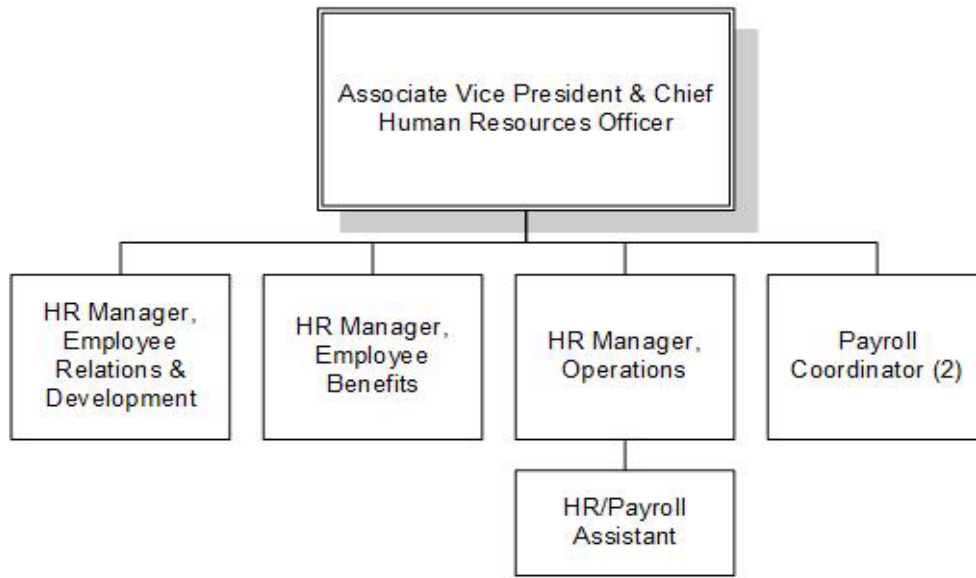 Associate Vice President & Chief
Human Resources Officer
HR Manager,
Employee
Relations &
Development
HR Manager,
Employee
Benefits
HR Manager,
Operations
Payroll
Coordinator (2)
HR/Payroll
Assistant